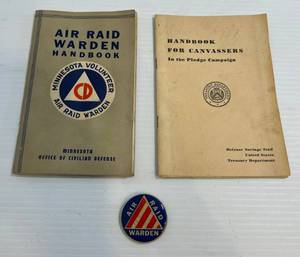 AIR RAID
WARDEN
HANDBOOK
MINNESOTA VOLUNTEER
CD
AIR RAID WARDEN
MINNESOTA
OFFICE OF CIVILIAN DEFENSE
HANDBOOK
FOR CANVASSERS
In the Pledge Campaign
Defense Savings Staff
United States
Treasury Department
AIR RAID
WARDEN